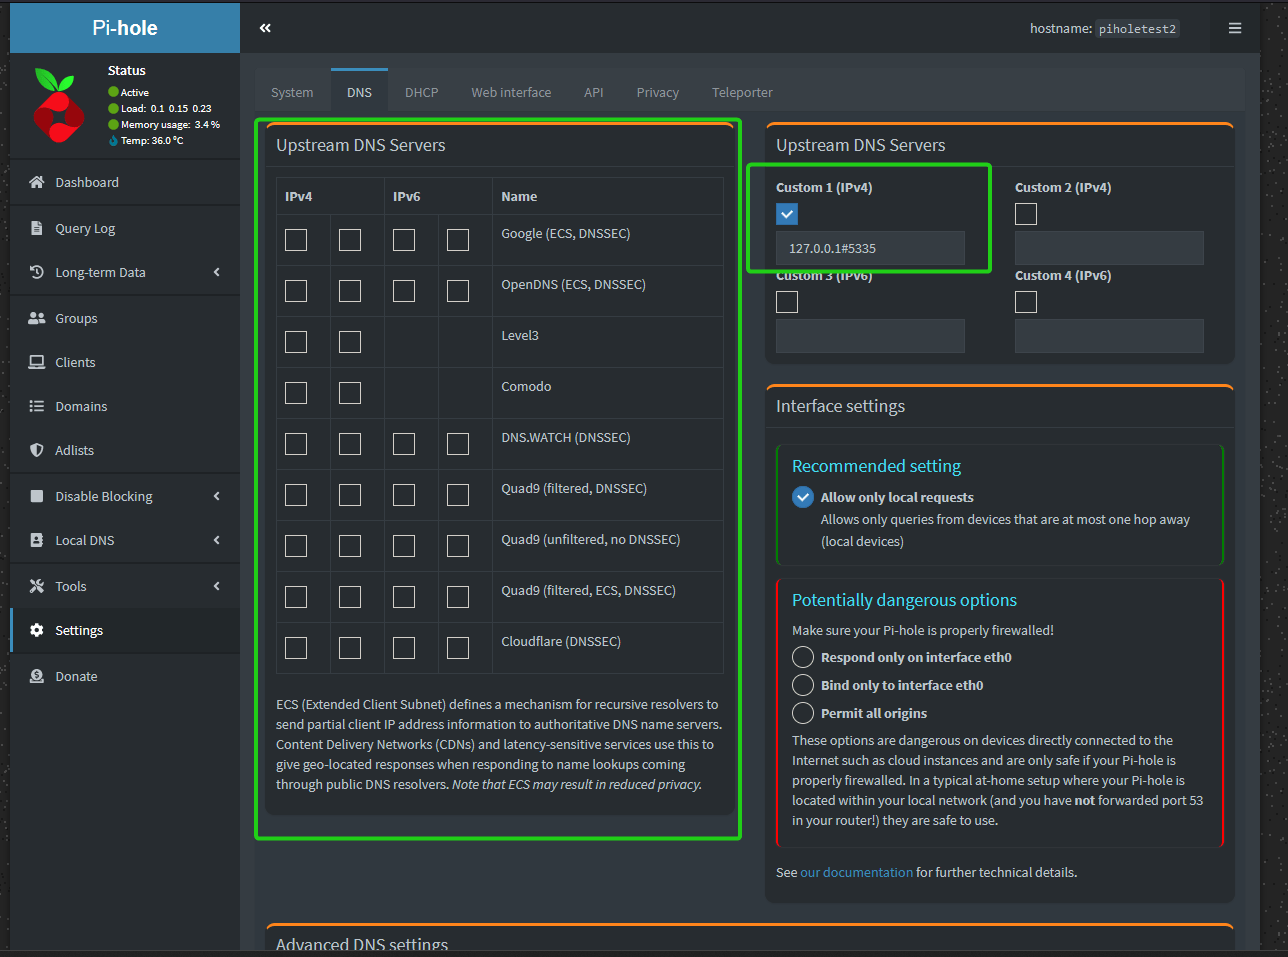 Pi-hole
hostname: piholetest2
Status
Active
Load: 0.1 0.15 0.23
Memory usage: 3.4 %
Temp: 36.0 °C
Dashboard
Query Log
Long-term Data
Groups
Clients
Domains
Adlists
Disable Blocking
Local DNS
Tools
Settings
Donate
System DNS DHCP Web interface API Privacy Teleporter
Upstream DNS Servers
IPv4 IPv6 Name
Google (ECS, DNSSEC)
OpenDNS (ECS, DNSSEC)
Level3
Comodo
DNS.WATCH (DNSSEC)
Quad9 (filtered, DNSSEC)
Quad9 (unfiltered, no DNSSEC)
Quad9 (filtered, ECS, DNSSEC)
Cloudflare (DNSSEC)
ECS (Extended Client Subnet) defines a mechanism for recursive resolvers to
send partial client IP address information to authoritative DNS name servers.
Content Delivery Networks (CDNs) and latency-sensitive services use this to
give geo-located responses when responding to name lookups coming
through public DNS resolvers. Note that ECS may result in reduced privacy.
Upstream DNS Servers
Custom 1 (IPv4) Custom 2 (IPv4)
127.0.0.1#5335
Custom 3 (IPv6) Custom 4 (IPv6)
Interface settings
Recommended setting
Allow only local requests
Allows only queries from devices that are at most one hop away
(local devices)
Potentially dangerous options
Make sure your Pi-hole is properly firewalled!
Respond only on interface eth0
Bind only to interface eth0
Permit all origins
These options are dangerous on devices directly connected to the
Internet such as cloud instances and are only safe if your Pi-hole is
properly firewalled. In a typical at-home setup where your Pi-hole is
located within your local network (and you have not forwarded port 53
in your router!) they are safe to use.
See our documentation for further technical details.
Advanced DNS settings